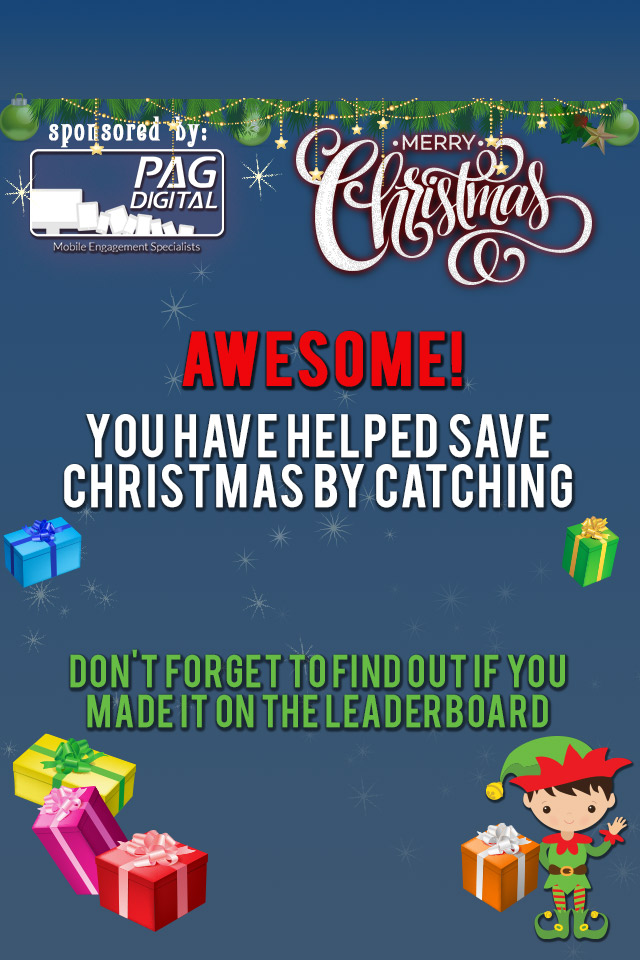 sponsored by:
PAG
DIGITAL
Mobile Engagement Specialists
• MERRY •
Christmas
AWESOME!
YOU HAVE HELPED SAVE
CHRISTMAS BY CATCHING
DON'T FORGET TO FIND OUT IF YOU
MADE IT ON THE LEADERBOARD